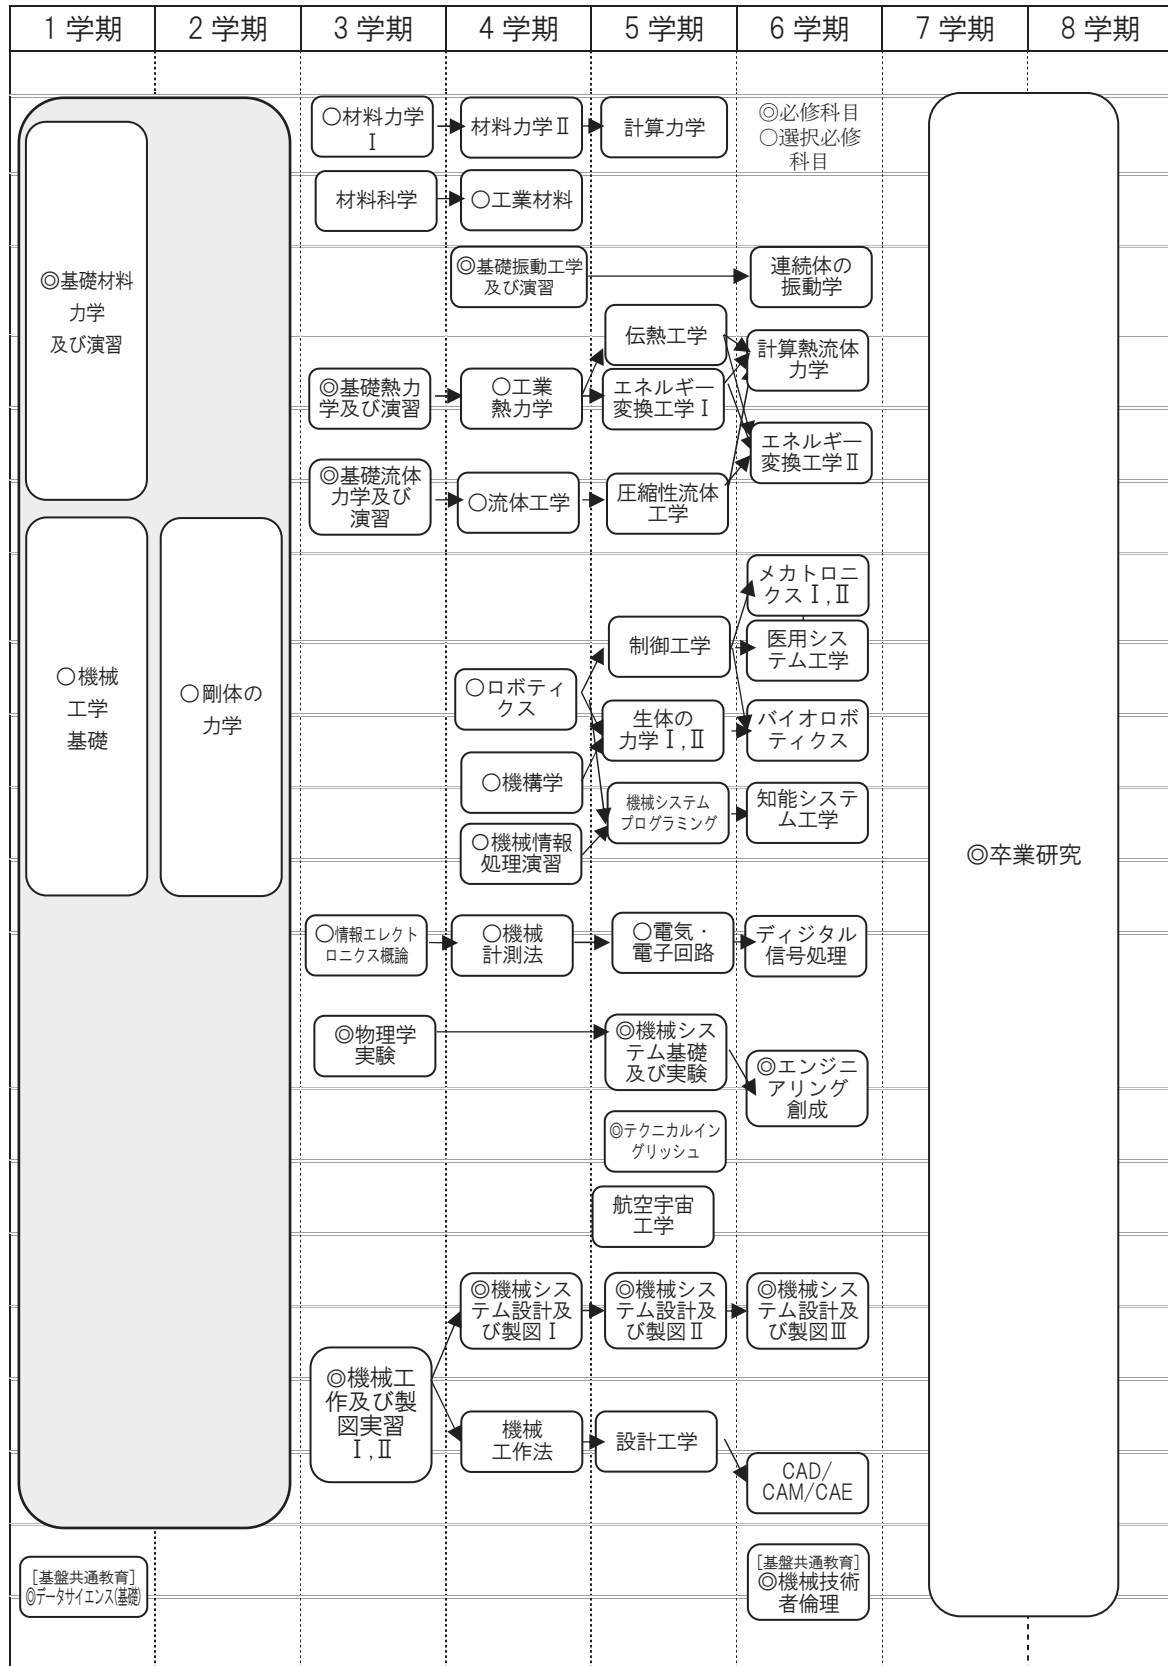 1学期
2学期
3学期
4学期
5学期
6学期
7学期
8学期
◎基礎材料
力学
及び演習
○機械
工学
基礎
○剛体の
力学
○材料力学
Ⅰ
材料力学Ⅱ
計算力学
◎必修科目
○選択必修
科目
材料科学
○工業材料
◎基礎振動工学
及び演習
連続体の
振動学
伝熱工学
計算熱流体
力学
◎基礎熱力
学及び演習
○工業
熱力学
エネルギー
変換工学Ⅰ
エネルギー
変換工学Ⅱ
◎基礎流体
力学及び
演習
○流体工学
圧縮性流体
工学
メカトロニ
クスⅠ,Ⅱ
制御工学
医用シス
テム工学
○ロボティ
クス
生体の
力学Ⅰ,Ⅱ
バイオロボ
ティクス
○機構学
機械システム
プログラミング
知能システ
ム工学
○機械情報
処理演習
◎卒業研究
○情報エレクト
ロニクス概論
○機械
計測法
○電気・
電子回路
ディジタル
信号処理
◎物理学
実験
◎機械シス
テム基礎
及び実験
◎エンジニ
アリング
創成
◎テクニカルイン
グリッシュ
航空宇宙
工学
◎機械シス
テム設計及
び製図Ⅰ
◎機械シス
テム設計及
び製図Ⅱ
◎機械シス
テム設計及
び製図Ⅲ
◎機械工
作及び製
図実習
Ⅰ,Ⅱ
機械
工作法
設計工学
CAD/
CAM/CAE
[基盤共通教育]
◎データサイエンス(基礎)
[基盤共通教育]
◎機械技術
者倫理